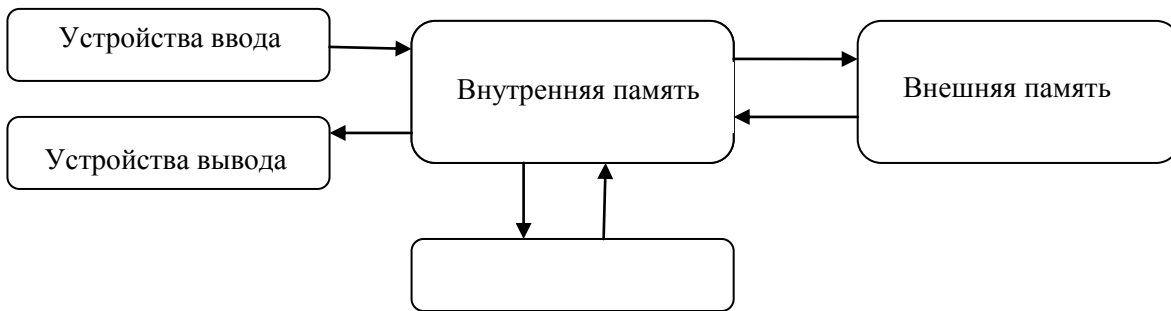 Устройства ввода
Внутренняя память
Внешняя память
Устройства вывода